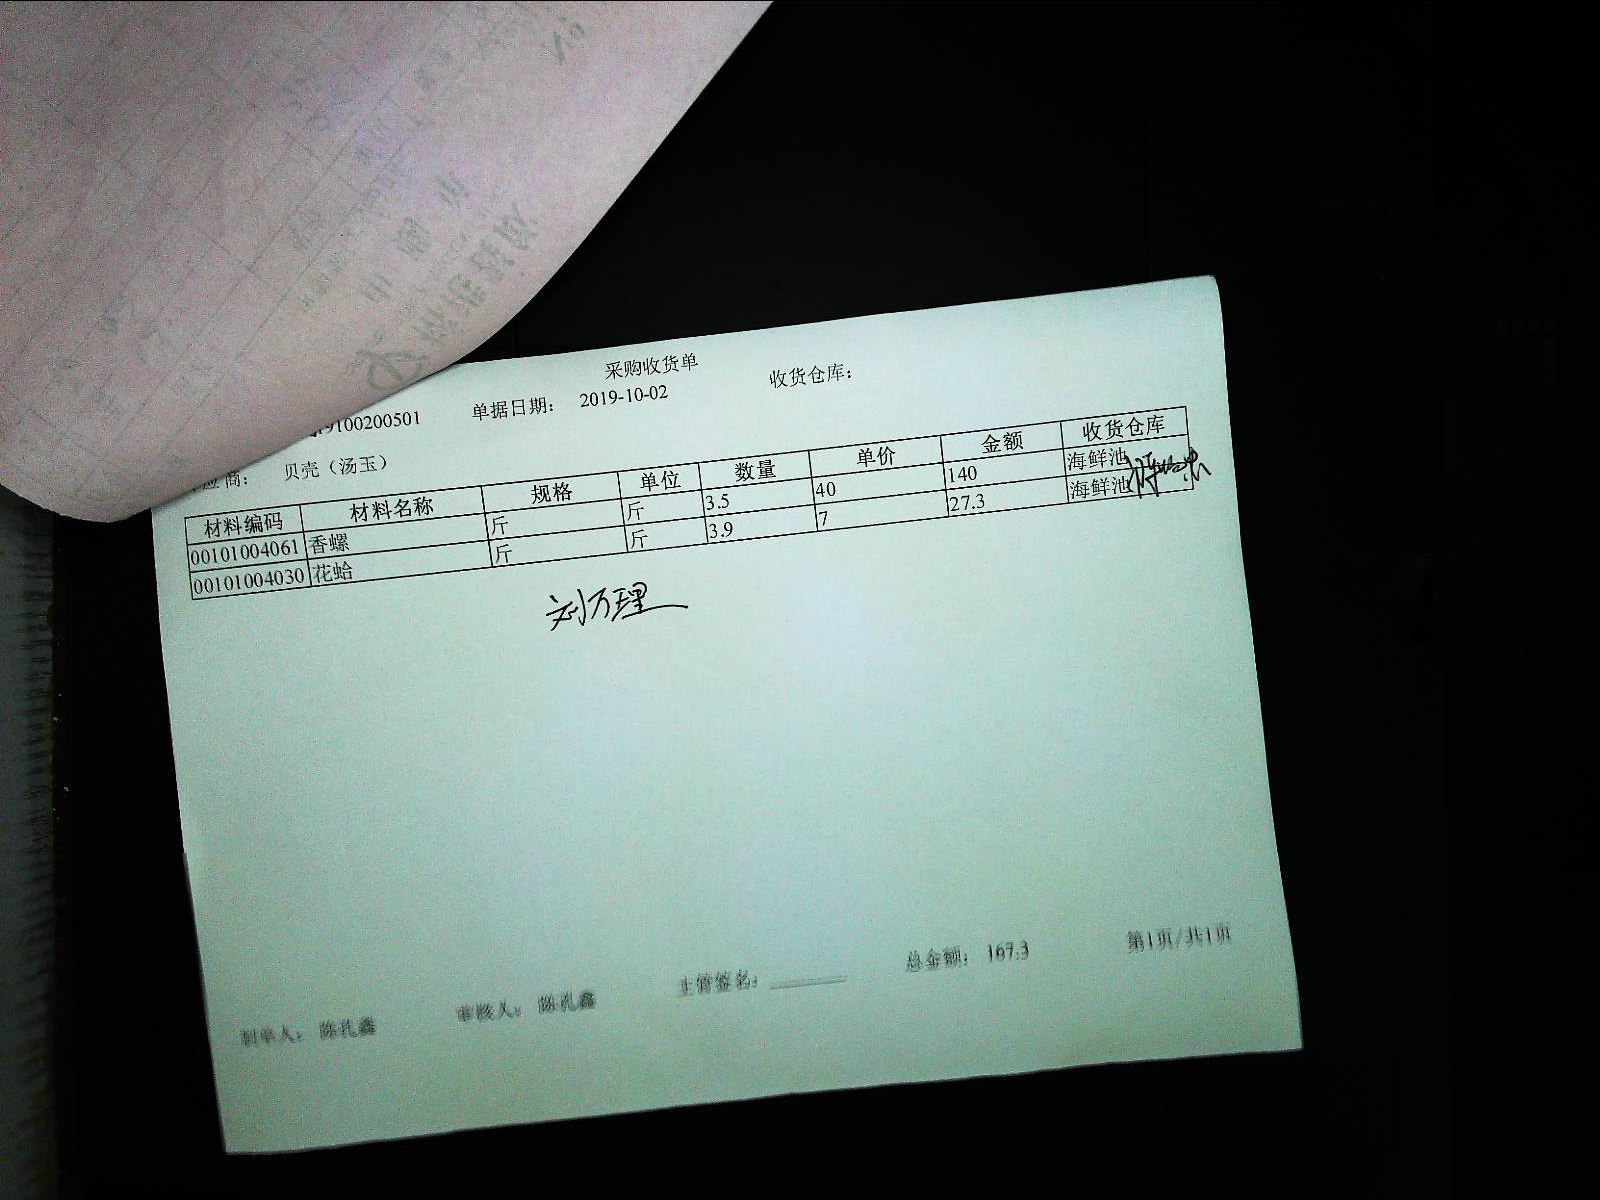 采购收货单
9100200501 单据日期： 2019-10-02 收货仓库：
应商： 贝壳（汤玉）
材料编码 材料名称 规格 单位 数量 单价 金额 收货仓库
00101004061 香螺 斤 斤 3.5 40 140 海鲜池
00101004030 花蛤 斤 斤 3.9 7 27.3 海鲜池
刘万理
制单人： 陈孔鑫 审核人： 陈孔鑫 主管签名： 总金额： 167.3 第1页/共1页